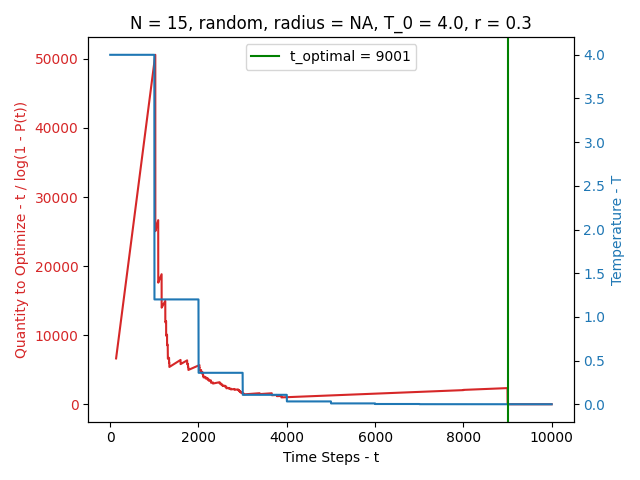 N = 15, random, radius = NA, T_0 = 4.0, r = 0.3
t_optimal = 9001
Quantity to Optimize - t / log(1 - P(t))
50000
40000
30000
20000
10000
0
4.0
3.5
3.0
2.5
2.0
1.5
1.0
0.5
0.0
Temperature - T
0 2000 4000 6000 8000 10000
Time Steps - t